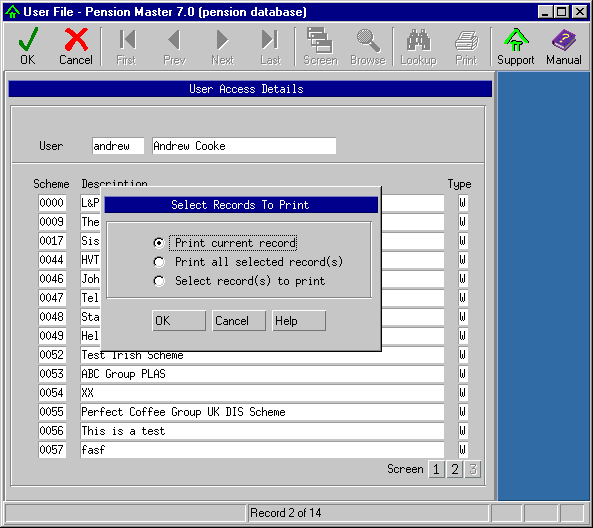 User File - Pension Master 7.0 (pension database)
OK Cancel First Prev Next Last Screen Browse Lookup Print Support Manual
User Access Details
User andrew Andrew Cooke
Scheme Description Type
0000 L&P W
0009 The W
0017 Sis W
0044 HVT W
0046 Joh W
0047 Tel W
0048 Sta W
0049 Hel W
0052 Test Irish Scheme W
0053 ABC Group PLAS W
0054 XX W
0055 Perfect Coffee Group UK DIS Scheme W
0056 This is a test W
0057 fasf W
Select Records To Print
Print current record
Print all selected record(s)
Select record(s) to print
OK Cancel Help
Screen 1 2 3
Record 2 of 14